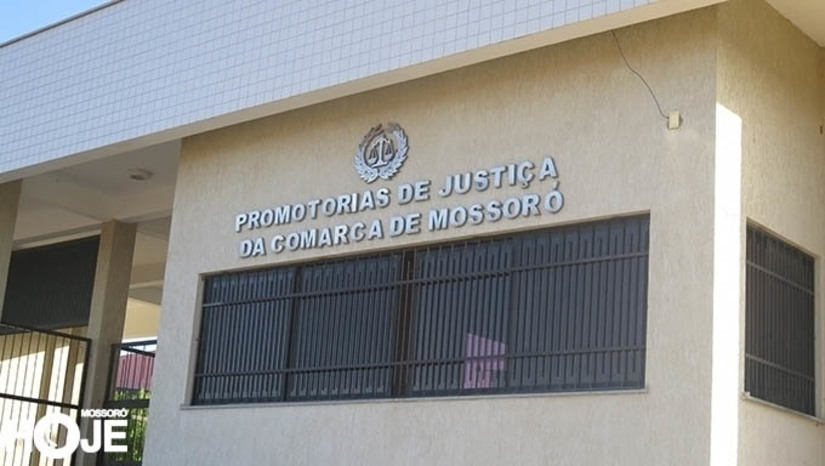 PROMOTORIAS DE JUSTIÇA
DA COMARCA DE MOSSORÓ
MOSSORÓ
HOJE